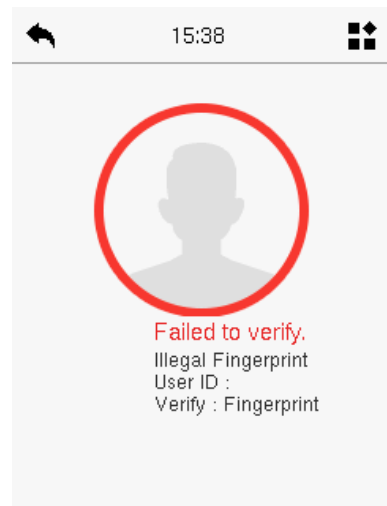 15:38
Failed to verify.
Illegal Fingerprint
User ID :
Verify : Fingerprint